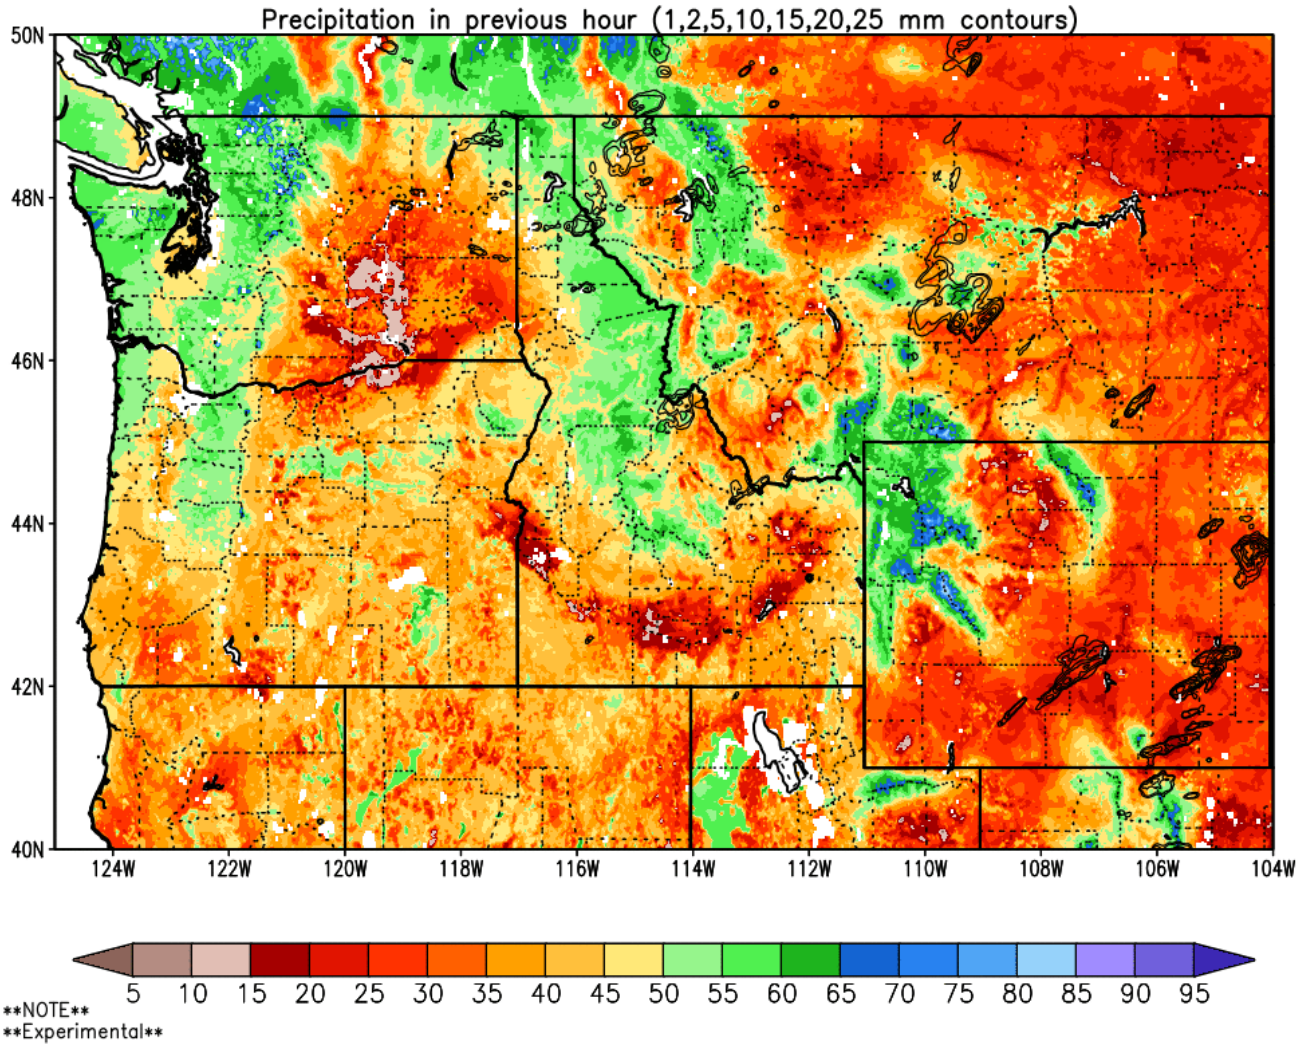 Precipitation in previous hour (1,2,5,10,15,20,25 mm contours)
50N
48N
46N
44N
42N
40N
124W 122W 120W 118W 116W 114W 112W 110W 108W 106W 104W
5 10 15 20 25 30 35 40 45 50 55 60 65 70 75 80 85 90 95
**NOTE**
**Experimental**